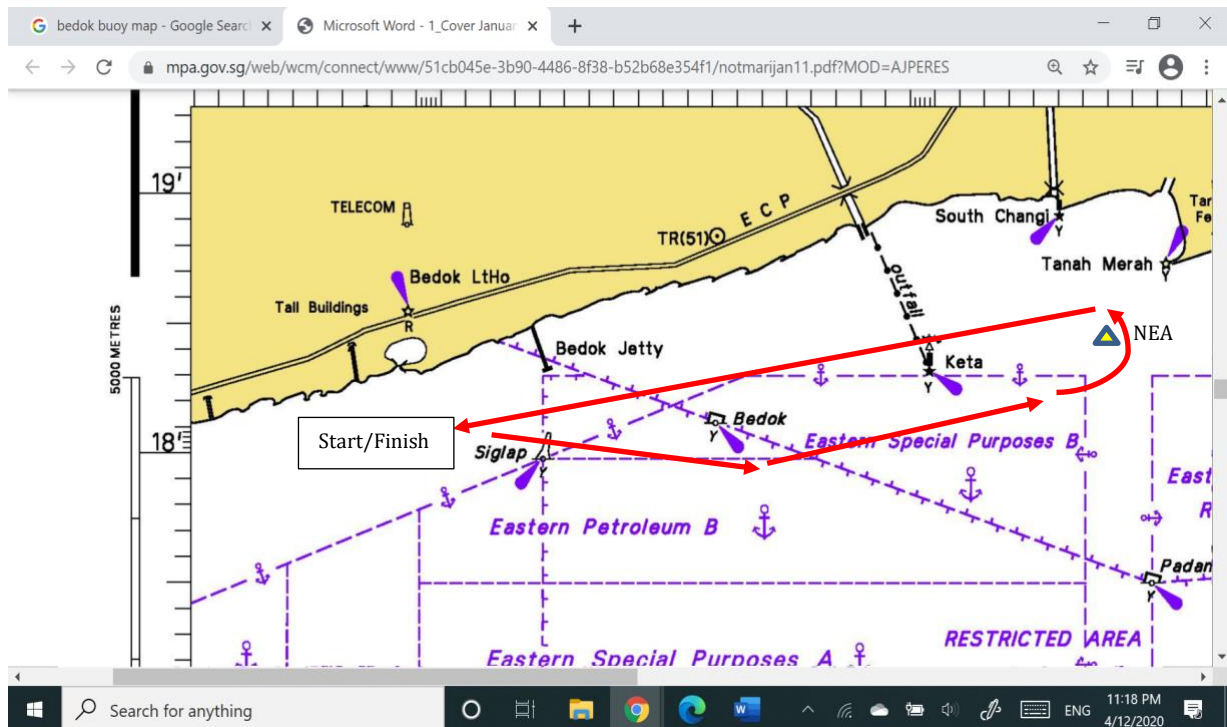 bedok buoy map - Google Searc
Microsoft Word - 1_Cover Januar
mpa.gov.sg/web/wcm/connect/www/51cb045e-3b90-4486-8f38-b52b68e354f1/notmarijan11.pdf?MOD=AJPERES
19'
TELECOM
ECP
TR(51)
South Changi
Y
Tanah Merah
Y
Bedok LtHo
Tall Buildings
R
outfall
5000 METRES
NEA
Bedok Jetty
Keta
Y
Start/Finish
18'
Bedok
Y
Siglap
Y
Eastern Special Purposes B
East
R
Eastern Petroleum B
Padan
Y
RESTRICTED AREA
Eastern Special Purposes A
Search for anything
ENG
11:18 PM
4/12/2020